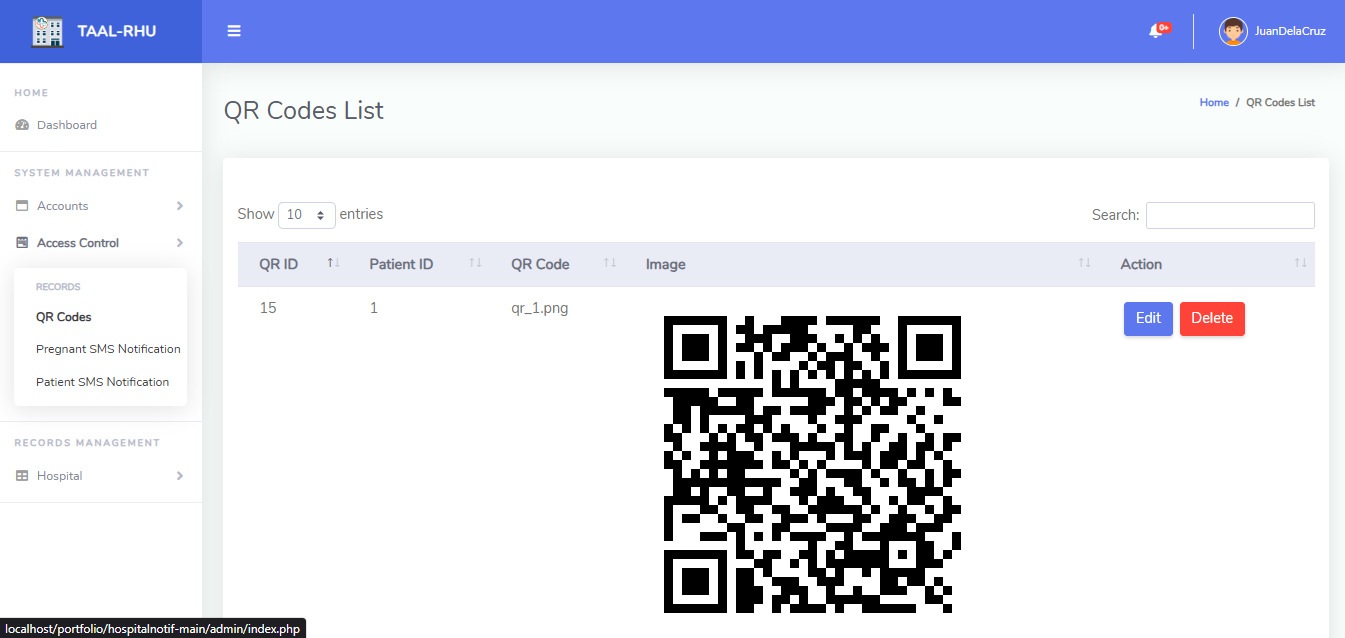 TAAL-RHU
0+
JuanDelaCruz
HOME
Dashboard
SYSTEM MANAGEMENT
Accounts
Access Control
RECORDS
QR Codes
Pregnant SMS Notification
Patient SMS Notification
RECORDS MANAGEMENT
Hospital
QR Codes List
Home / QR Codes List
Show 10 entries
Search:
QR ID Patient ID QR Code Image Action
15 1 qr_1.png Edit Delete
localhost/portfolio/hospitalnotif-main/admin/index.php